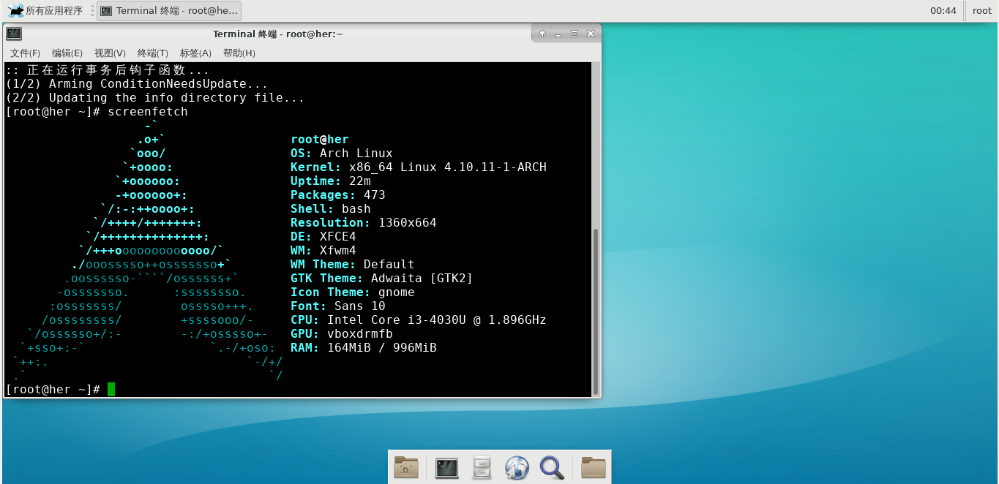 所有应用程序 Terminal 终端 - root@he... 00:44 root
Terminal 终端 - root@her:~
文件(F) 编辑(E) 视图(V) 终端(T) 标签(A) 帮助(H)
:: 正在运行事务后钩子函数...
(1/2) Arming ConditionNeedsUpdate...
(2/2) Updating the info directory file...
[root@her ~]# screenfetch
-`
.o+` root@her
`ooo/ OS: Arch Linux
`+oooo: Kernel: x86_64 Linux 4.10.11-1-ARCH
`+oooooo: Uptime: 22m
-+oooooo+: Packages: 473
`/:-:++oooo+: Shell: bash
`/++++/+++++++: Resolution: 1360x664
`/++++++++++++++: DE: XFCE4
`/+++ooooooooooooo/` WM: Xfwm4
./ooosssso++osssssso+` WM Theme: Default
.oossssso-````/ossssss+` GTK Theme: Adwaita [GTK2]
-osssssso. :ssssssso. Icon Theme: gnome
:osssssss/ osssso+++. Font: Sans 10
/ossssssss/ +ssssooo/- CPU: Intel Core i3-4030U @ 1.896GHz
`/ossssso+/:- -:/+osssso+- GPU: vboxdrmfb
`+sso+:-` `.-/+oso: RAM: 164MiB / 996MiB
`++:. `-/+/
.` `/
[root@her ~]#